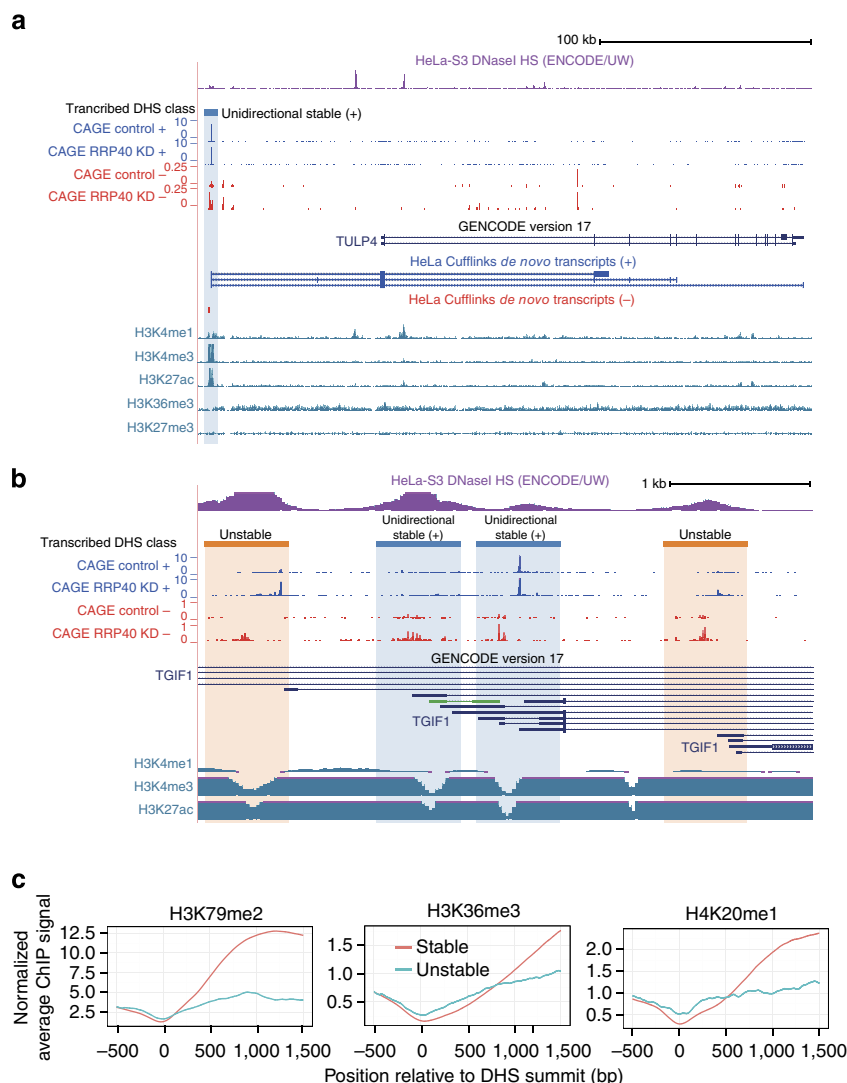 a
100 kb
HeLa-S3 DNaseI HS (ENCODE/UW)
Trancribed DHS class
Unidirectional stable (+)
CAGE control +
10
0
CAGE RRP40 KD +
10
0
CAGE control –
0.25
0
CAGE RRP40 KD –
0.25
0
GENCODE version 17
TULP4
HeLa Cufflinks de novo transcripts (+)
HeLa Cufflinks de novo transcripts (–)
H3K4me1
H3K4me3
H3K27ac
H3K36me3
H3K27me3
b
HeLa-S3 DNaseI HS (ENCODE/UW)
1 kb
Transcribed DHS class
Unstable
Unidirectional
stable (+)
Unidirectional
stable (+)
Unstable
CAGE control +
10
0
CAGE RRP40 KD +
10
0
CAGE control –
1
0
CAGE RRP40 KD –
1
0
GENCODE version 17
TGIF1
TGIF1
TGIF1
H3K4me1
H3K4me3
H3K27ac
c
Normalized
average ChIP signal
H3K79me2
12.5
10.0
7.5
5.0
2.5
–500 0 500 1,000 1,500
H3K36me3
Stable
Unstable
1.5
1.0
0.5
–500 0 500 1,000 1,500
H4K20me1
2.0
1.5
1.0
0.5
–500 0 500 1,000 1,500
Position relative to DHS summit (bp)